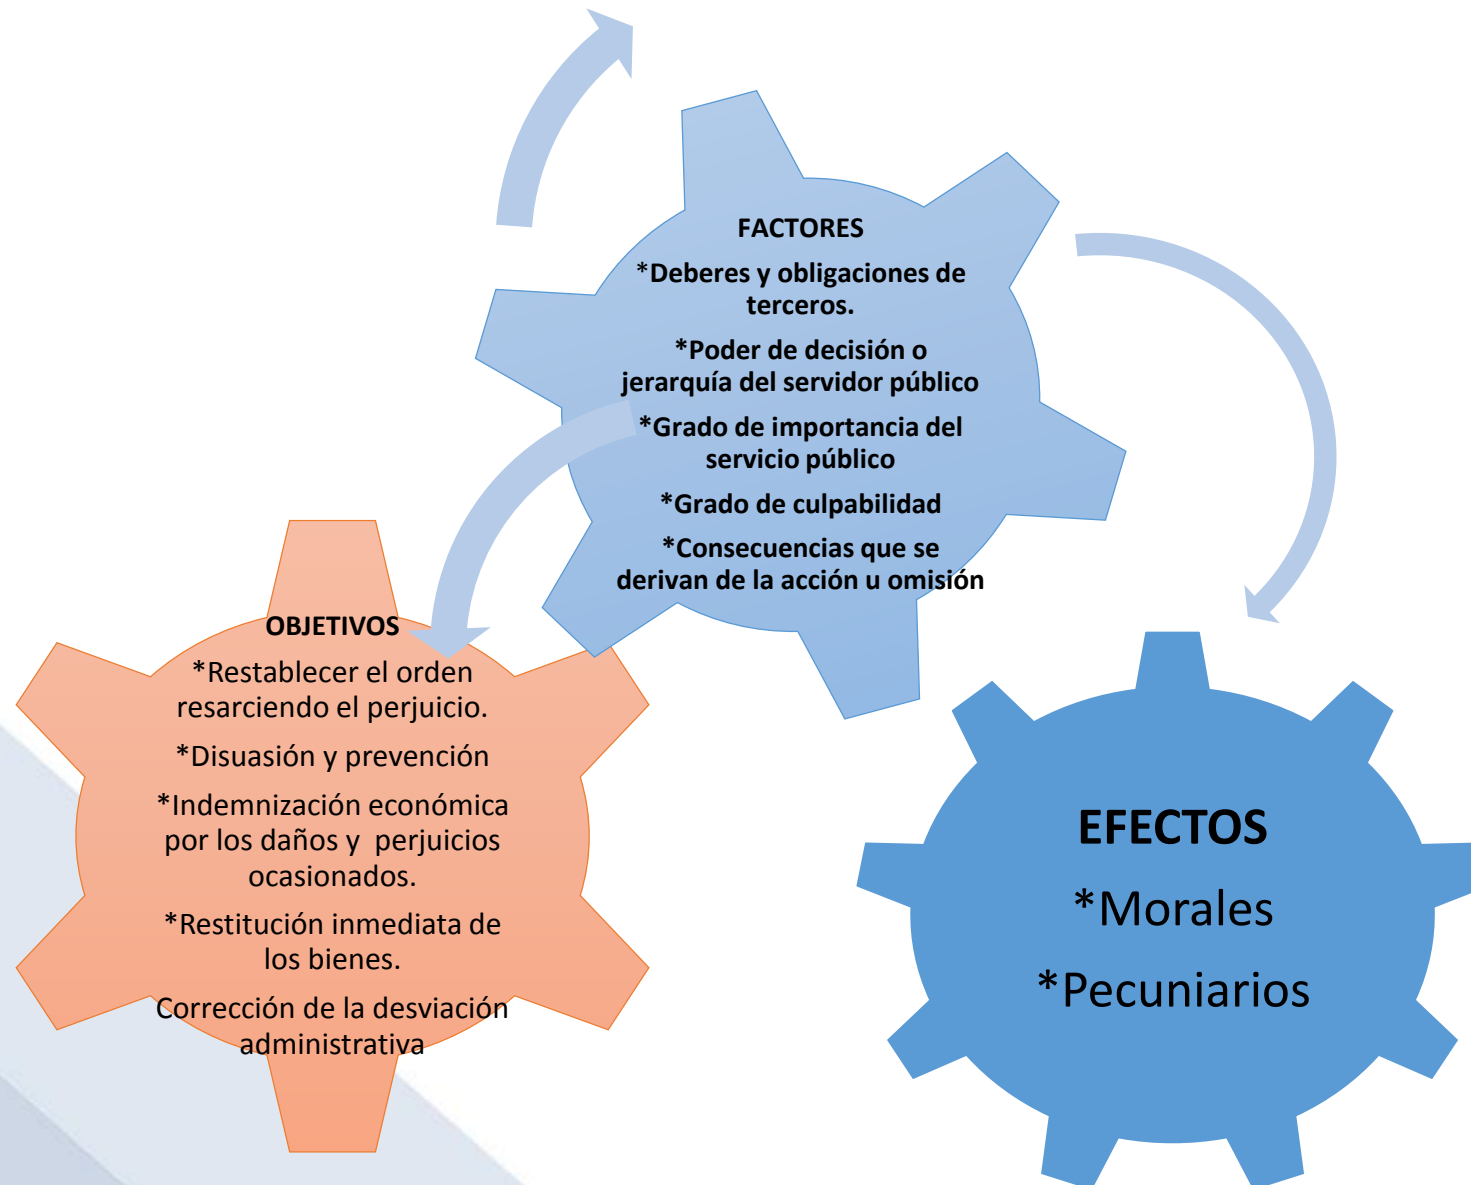 FACTORES
*Deberes y obligaciones de
terceros.
*Poder de decisión o
jerarquía del servidor público
*Grado de importancia del
servicio público
*Grado de culpabilidad
*Consecuencias que se
derivan de la acción u omisión
OBJETIVOS
*Restablecer el orden
resarciendo el perjuicio.
*Disuasión y prevención
*Indemnización económica
por los daños y perjuicios
ocasionados.
*Restitución inmediata de
los bienes.
Corrección de la desviación
administrativa
EFECTOS
*Morales
*Pecuniarios